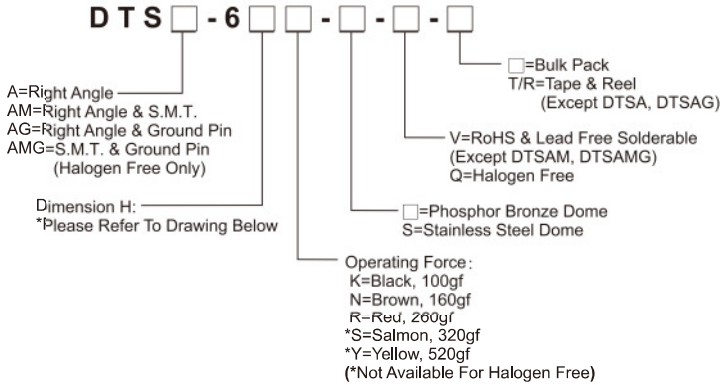 DTS□-6□□-□-□-□
□=Bulk Pack
T/R=Tape & Reel
(Except DTSA, DTSAG)
A=Right Angle
AM=Right Angle & S.M.T.
AG=Right Angle & Ground Pin
AMG=S.M.T. & Ground Pin
(Halogen Free Only)
V=RoHS & Lead Free Solderable
(Except DTSAM, DTSAMG)
Q=Halogen Free
Dimension H:
*Please Refer To Drawing Below
□=Phosphor Bronze Dome
S=Stainless Steel Dome
Operating Force:
K=Black, 100gf
N=Brown, 160gf
R=Red, 260gf
*S=Salmon, 320gf
*Y=Yellow, 520gf
(*Not Available For Halogen Free)